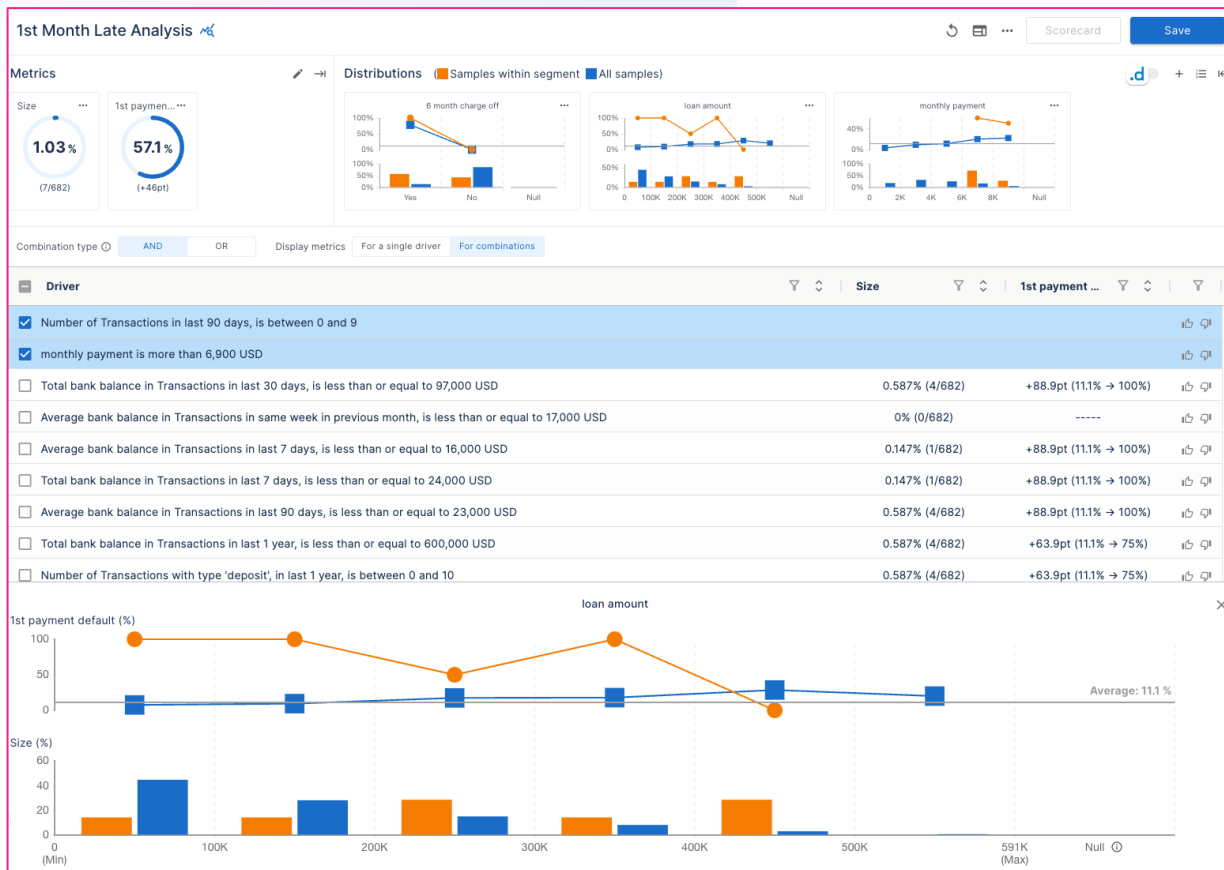 1st Month Late Analysis
Scorecard
Save
Metrics
Distributions
(Samples within segment All samples)
.d
Size
1.03 %
(7/682)
1st paymen...
57.1 %
(+46pt)
6 month charge off
100%
50%
0%
100%
50%
0%
Yes No Null
loan amount
100%
50%
0%
50%
0%
0 100K 200K 300K 400K 500K Null
monthly payment
40%
0%
100%
50%
0%
0 2K 4K 6K 8K Null
Combination type AND OR Display metrics For a single driver For combinations
Driver Size 1st payment ...
Number of Transactions in last 90 days, is between 0 and 9
monthly payment is more than 6,900 USD
Total bank balance in Transactions in last 30 days, is less than or equal to 97,000 USD 0.587% (4/682) +88.9pt (11.1% → 100%)
Average bank balance in Transactions in same week in previous month, is less than or equal to 17,000 USD 0% (0/682) -----
Average bank balance in Transactions in last 7 days, is less than or equal to 16,000 USD 0.147% (1/682) +88.9pt (11.1% → 100%)
Total bank balance in Transactions in last 7 days, is less than or equal to 24,000 USD 0.147% (1/682) +88.9pt (11.1% → 100%)
Average bank balance in Transactions in last 90 days, is less than or equal to 23,000 USD 0.587% (4/682) +88.9pt (11.1% → 100%)
Total bank balance in Transactions in last 1 year, is less than or equal to 600,000 USD 0.587% (4/682) +63.9pt (11.1% → 75%)
Number of Transactions with type 'deposit', in last 1 year, is between 0 and 10 0.587% (4/682) +63.9pt (11.1% → 75%)
loan amount
1st payment default (%)
100
50
0
Average: 11.1 %
Size (%)
60
40
20
0
0 100K 200K 300K 400K 500K 591K Null
(Min) (Max)